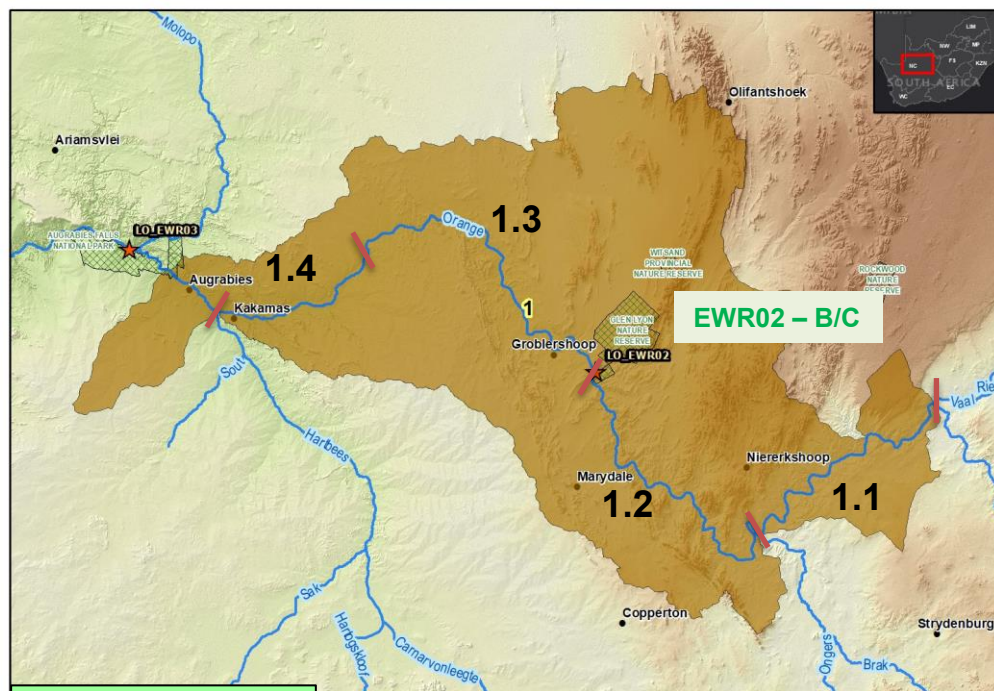 Molopo
LIM
NW
MP
NC
FS
KZN
SOUTH AFRICA
EC
WC
Olifantshoek
Ariamsvlei
LO_EWR03
AUGRABIES FALLS
NATIONAL PARK
Orange
1.3
WITSAND
PROVINCIAL
NATURE RESERVE
ROCKWOOD
NATURE
RESERVE
1.4
Augrabies
Kakamas
1
GLEN LYON
NATURE
RESERVE
EWR02 – B/C
Groblershoop
LO_EWR02
Sout
Vaal
Rie
Hartbees
Niererkshoop
Marydale
1.2
1.1
Sak
Hartogskloof
Carnarvonleegte
Copperton
Strydenburg
Ongers
Brak